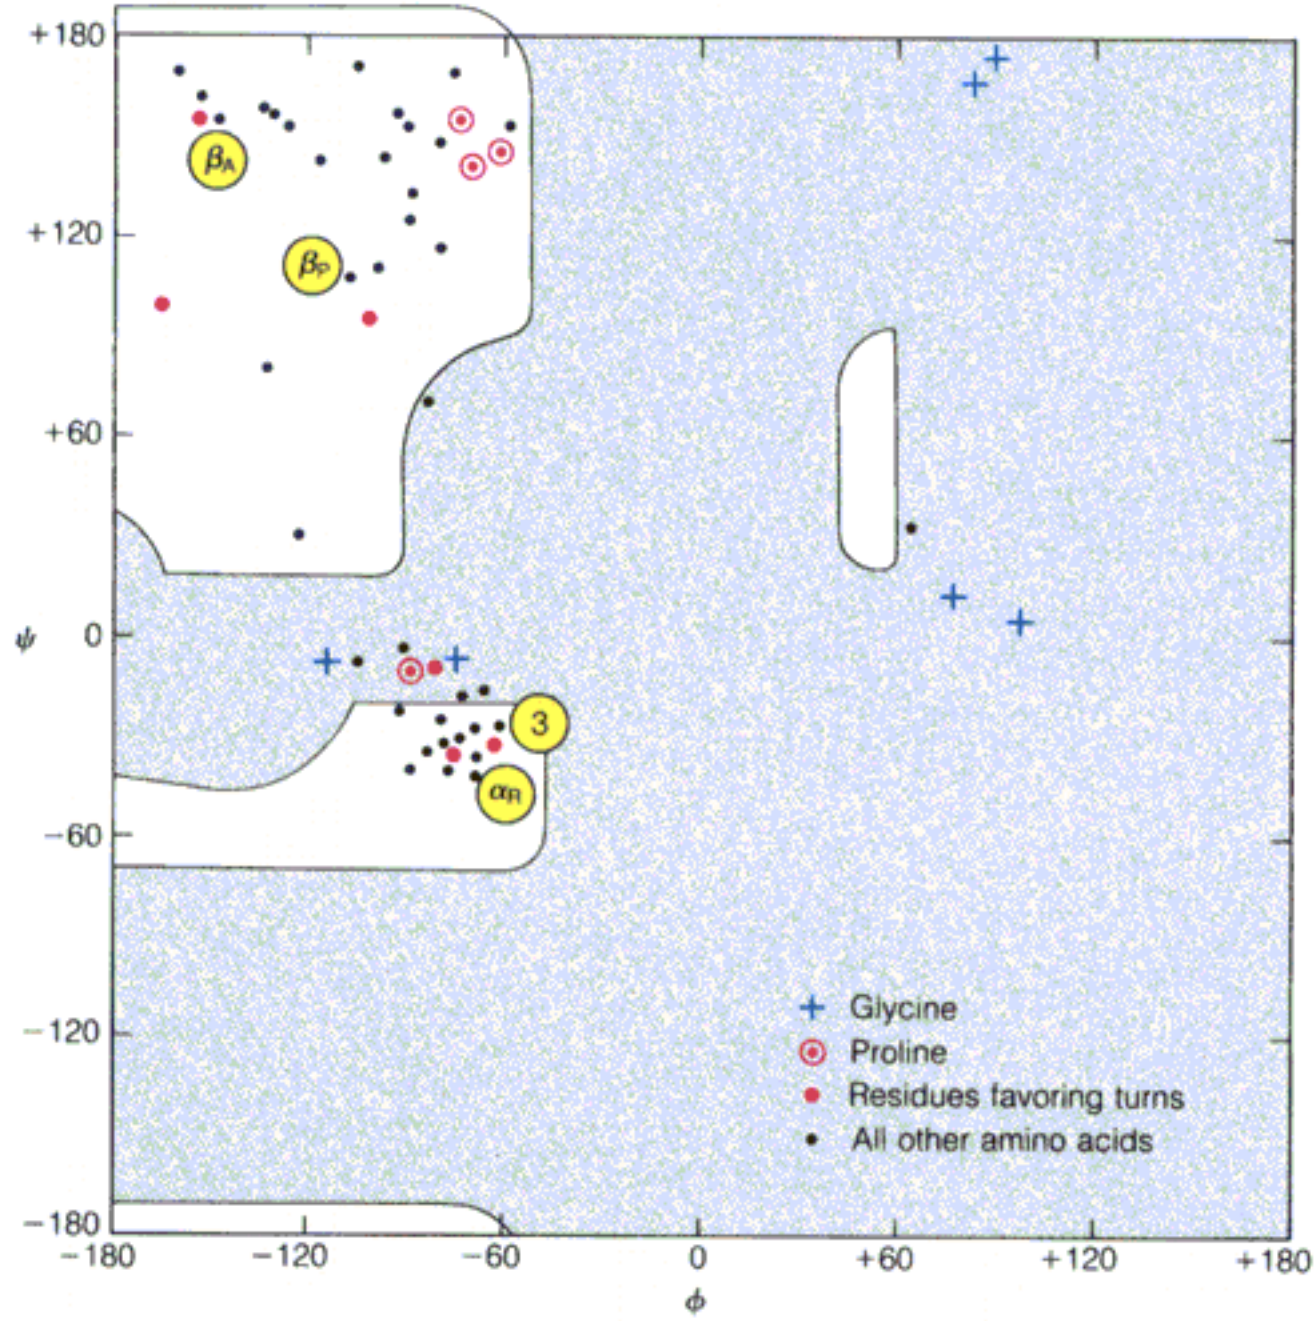 +180
βA
+120
βP
+60
ψ
0
3
αR
−60
Glycine
Proline
−120
Residues favoring turns
All other amino acids
−180
−180
−120
−60
0
+60
+120
+180
ϕ